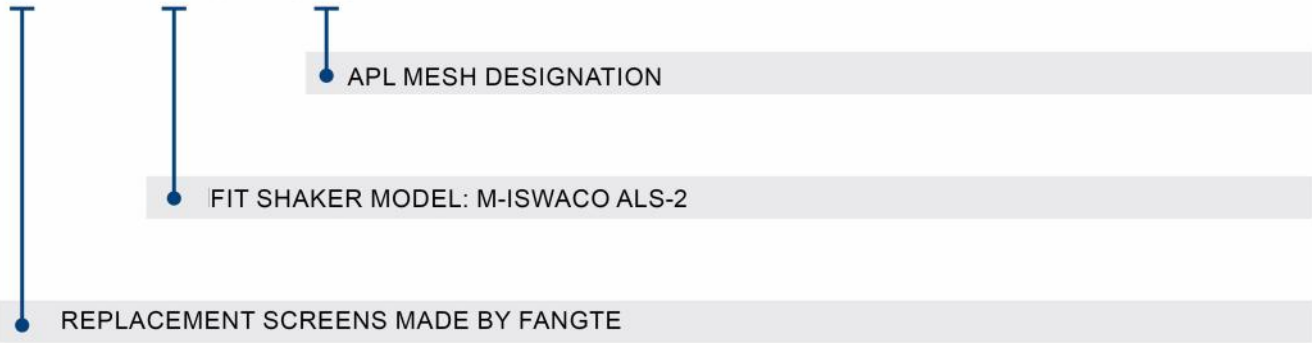 APL MESH DESIGNATION
FIT SHAKER MODEL: M-ISWACO ALS-2
REPLACEMENT SCREENS MADE BY FANGTE